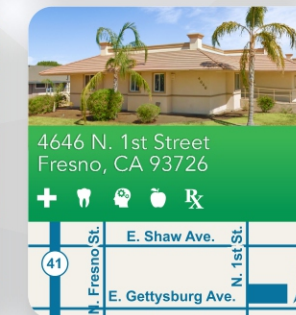 4646 N. 1st Street
Fresno, CA 93726
Rx
E. Shaw Ave.
41
N. Fresno St.
N. 1st St.
E. Gettysburg Ave.